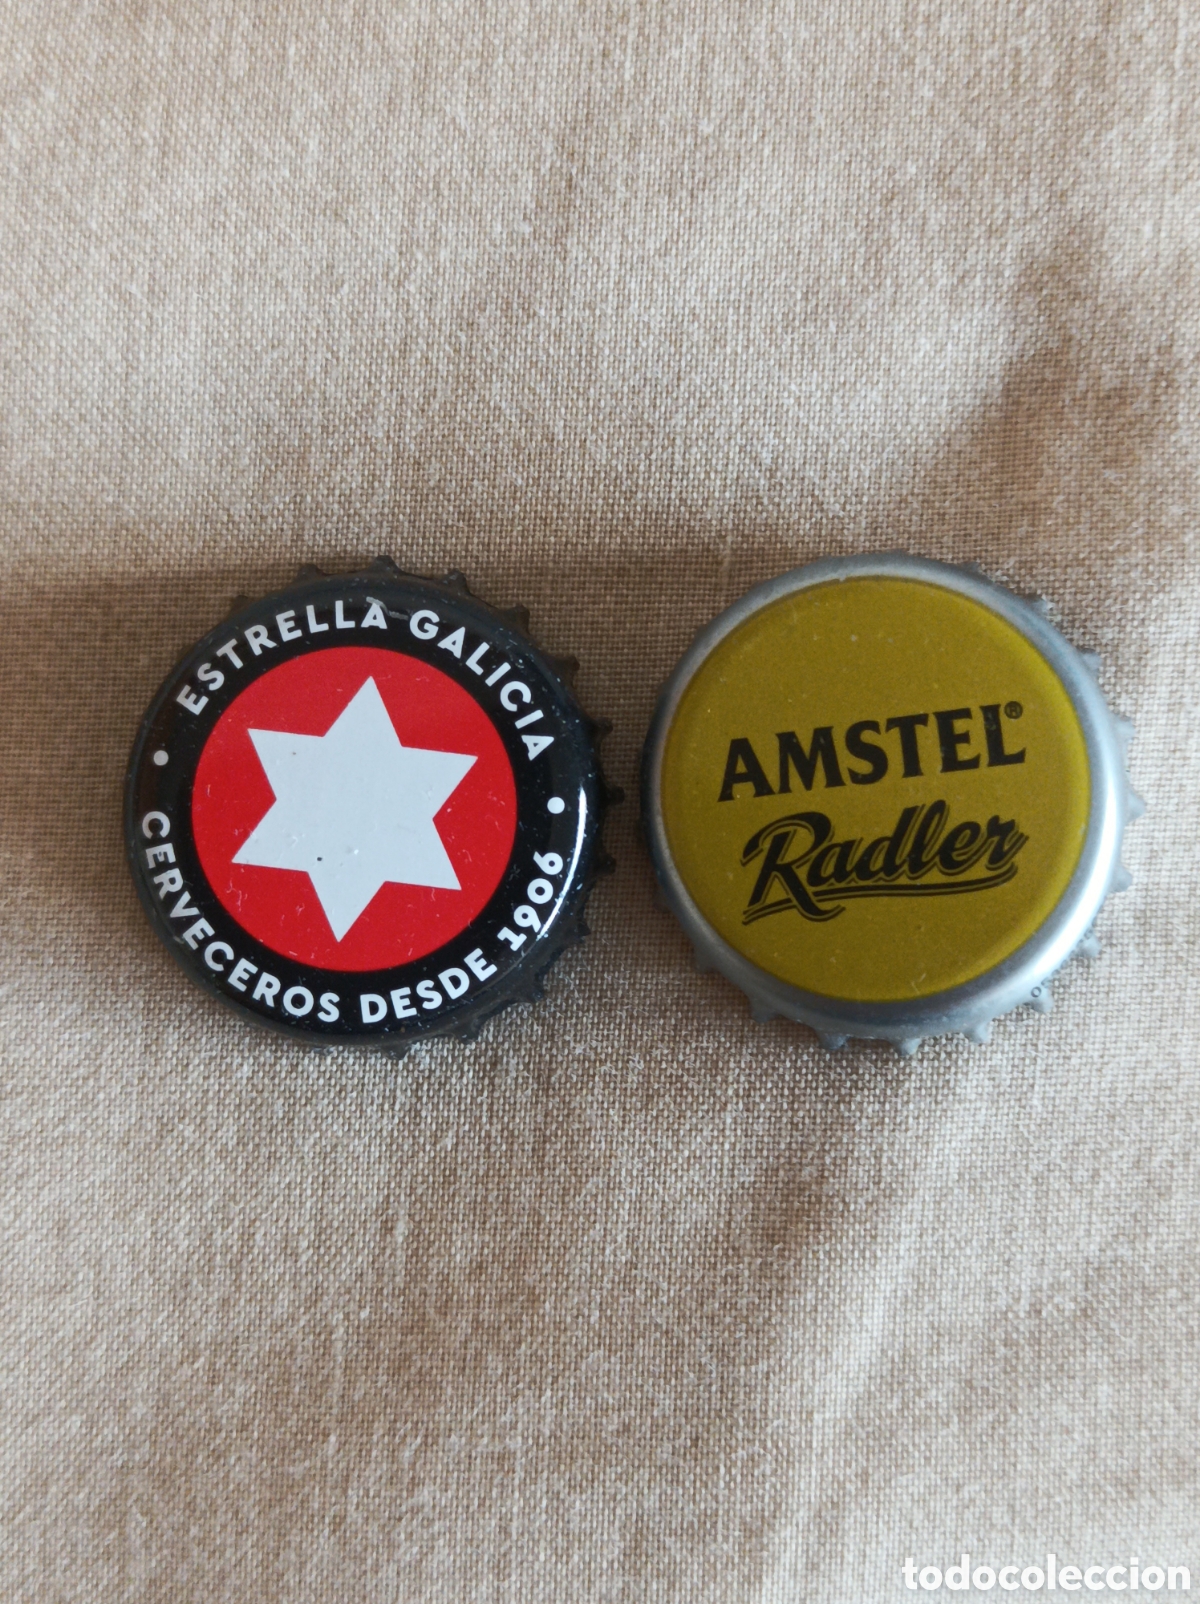 ESTRELLA GALICIA
• CERVECEROS DESDE 1906 •
AMSTEL®
Radler
todocoleccion